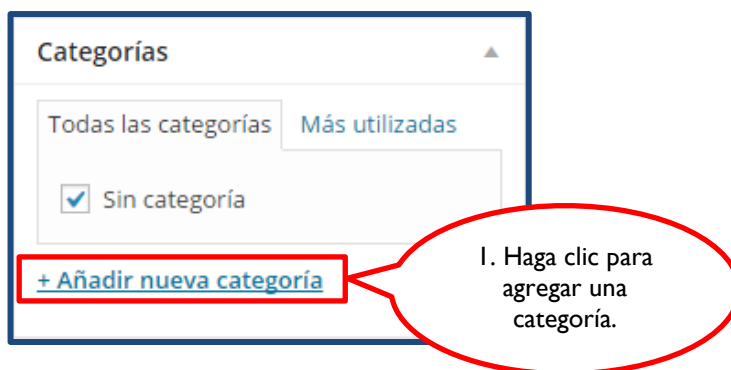 Categorías
Todas las categorías Más utilizadas
Sin categoría
+ Añadir nueva categoría
1. Haga clic para
agregar una
categoría.